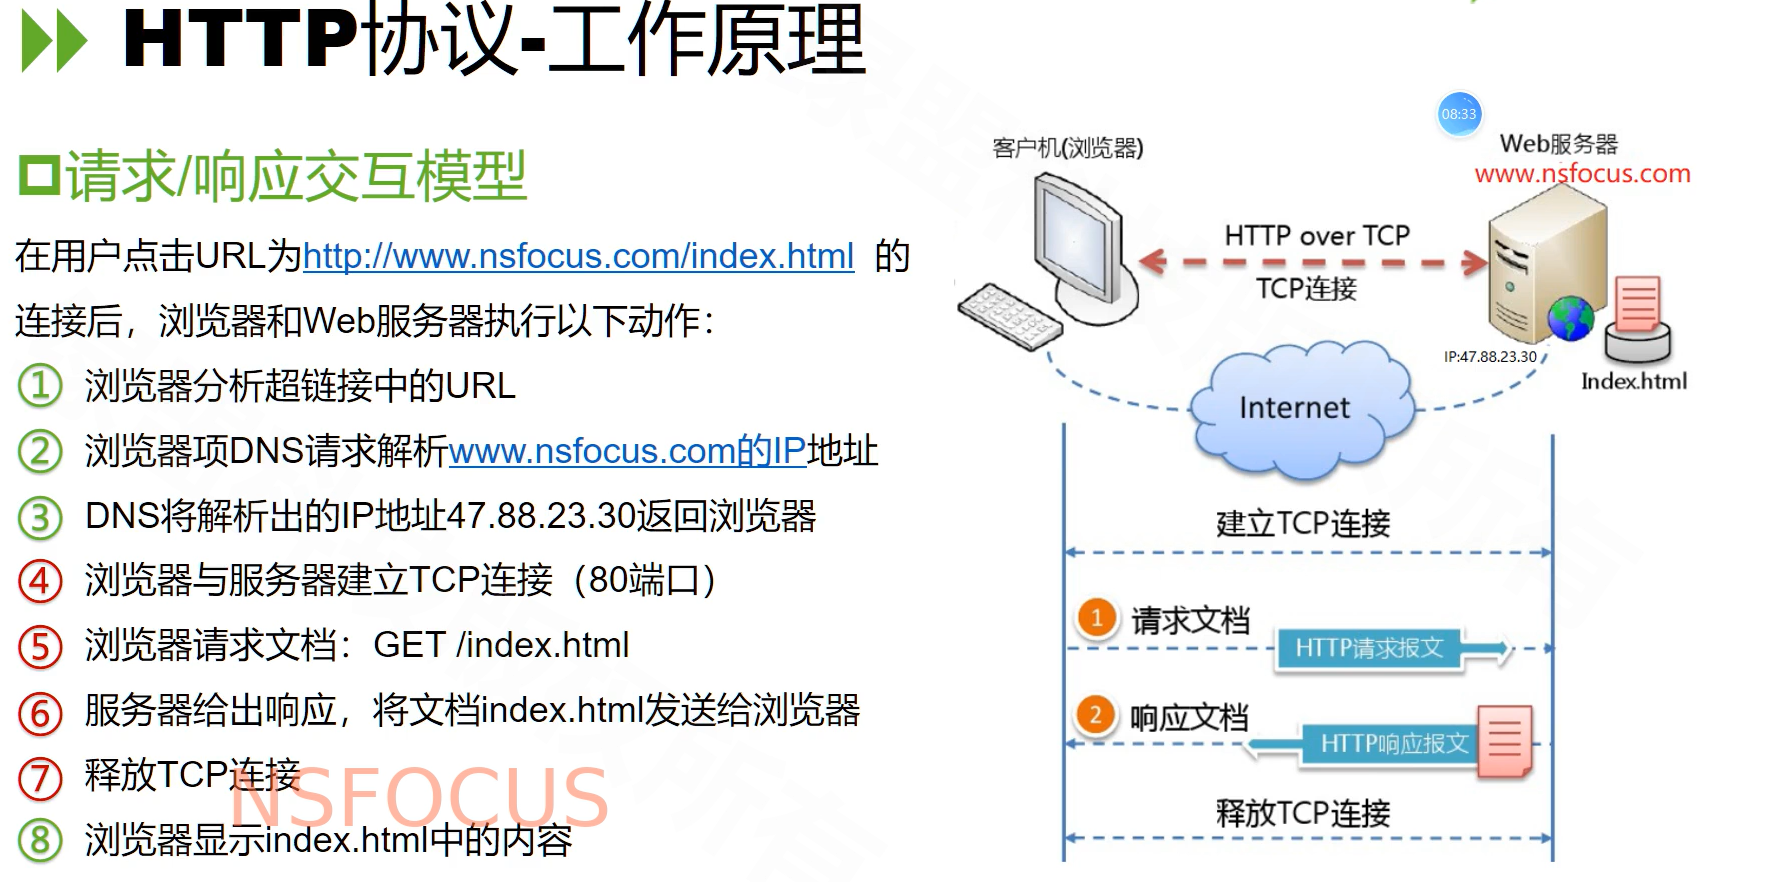 HTTP协议-工作原理
请求/响应交互模型
在用户点击URL为http://www.nsfocus.com/index.html 的
连接后，浏览器和Web服务器执行以下动作：
① 浏览器分析超链接中的URL
② 浏览器项DNS请求解析www.nsfocus.com的IP地址
③ DNS将解析出的IP地址47.88.23.30返回浏览器
④ 浏览器与服务器建立TCP连接（80端口）
⑤ 浏览器请求文档：GET /index.html
⑥ 服务器给出响应，将文档index.html发送给浏览器
⑦ 释放TCP连接
NSFOCUS
⑧ 浏览器显示index.html中的内容
08:33
客户机(浏览器)
Web服务器
www.nsfocus.com
HTTP over TCP
TCP连接
IP:47.88.23.30
Index.html
Internet
建立TCP连接
1 请求文档
HTTP请求报文
2 响应文档
HTTP响应报文
释放TCP连接